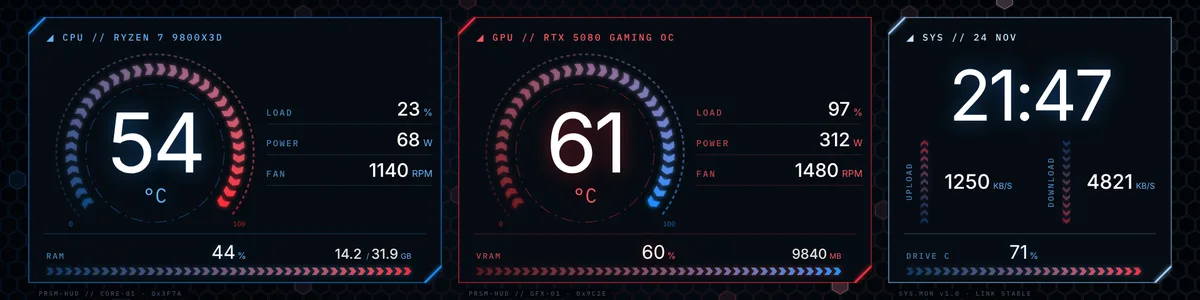 CPU // RYZEN 7 9800X3D
54
°C
0
100
LOAD 23 %
POWER 68 W
FAN 1140 RPM
RAM 44 % 14.2 / 31.9 GB
PRSM-HUD // CORE-01 · 0x3F7A
GPU // RTX 5080 GAMING OC
61
°C
0
100
LOAD 97 %
POWER 312 W
FAN 1480 RPM
VRAM 60 % 9840 MB
PRSM-HUD // GFX-01 · 0x9C2E
SYS // 24 NOV
21:47
UPLOAD 1250 KB/S
DOWNLOAD 4821 KB/S
DRIVE C 71 %
SYS.MON v1.0 · LINK STABLE